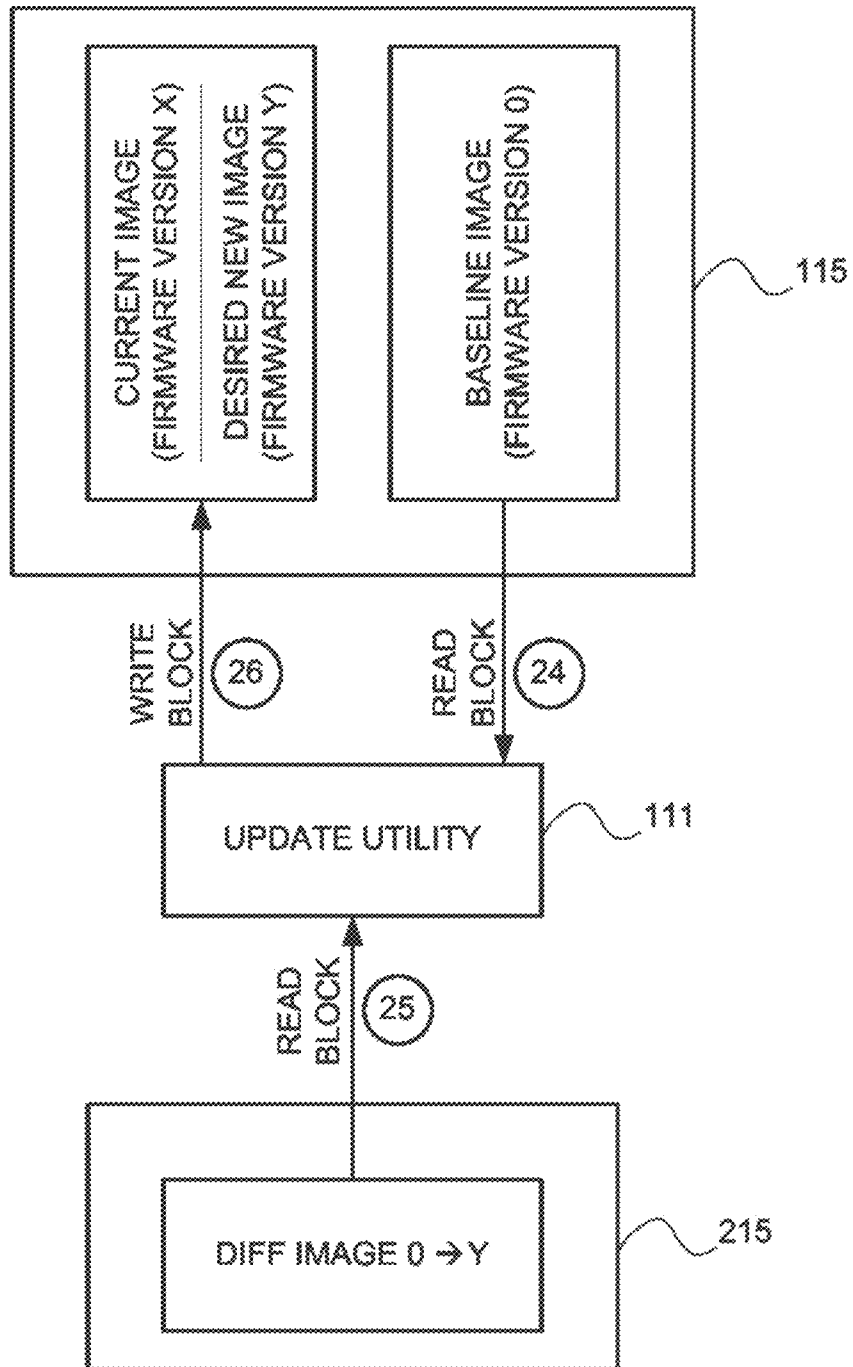 CURRENT IMAGE
(FIRMWARE VERSION X)
DESIRED NEW IMAGE
(FIRMWARE VERSION Y)
BASELINE IMAGE
(FIRMWARE VERSION 0)
115
WRITE
BLOCK
26
READ
BLOCK
24
UPDATE UTILITY
111
READ
BLOCK
25
DIFF IMAGE 0 → Y
215